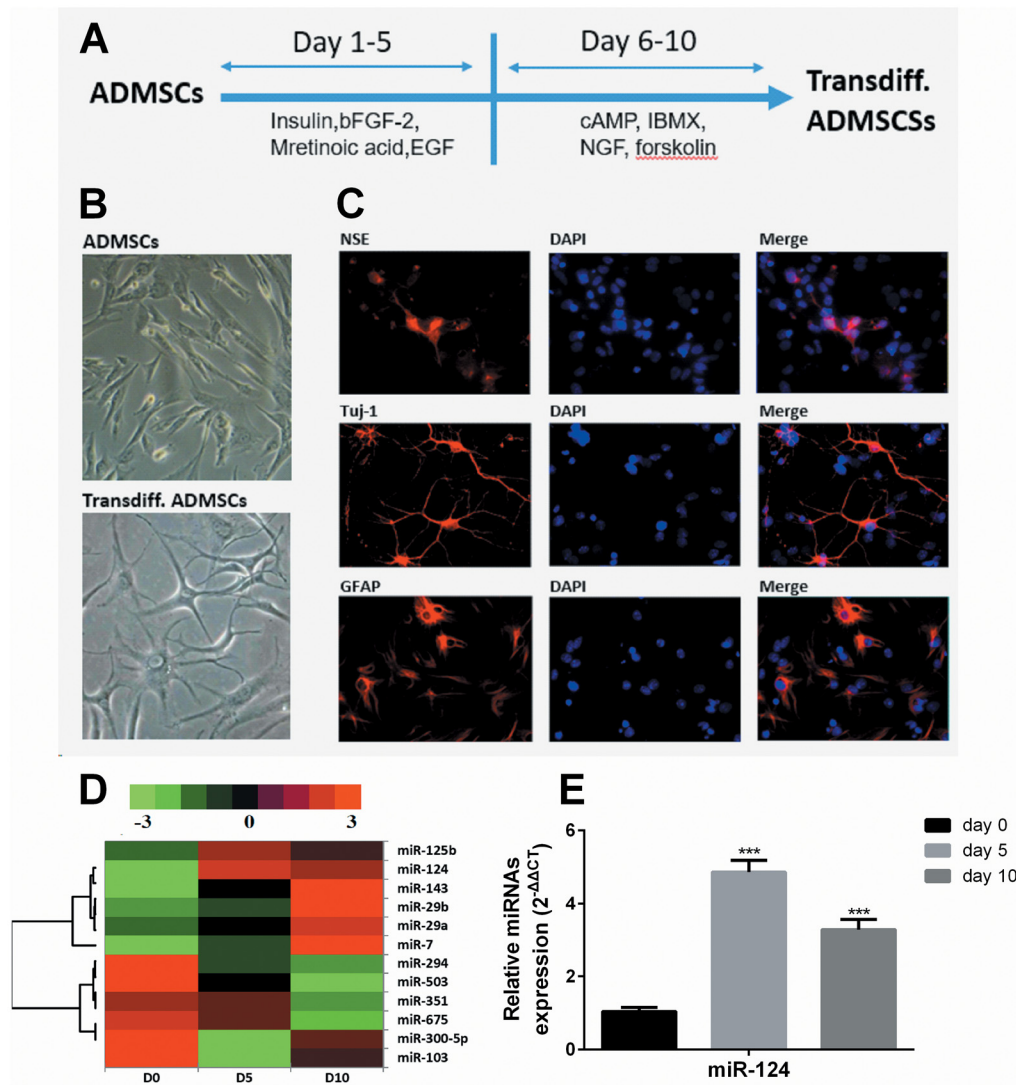 A
Day 1-5
Day 6-10
ADMSCs
Transdiff.
ADMSCSs
Insulin,bFGF-2,
Mretinoic acid,EGF
cAMP, IBMX,
NGF, forskolin
B
ADMSCs
Transdiff. ADMSCs
C
NSE
DAPI
Merge
Tuj-1
DAPI
Merge
GFAP
DAPI
Merge
D
-3
0
3
miR-125b
miR-124
miR-143
miR-29b
miR-29a
miR-7
miR-294
miR-503
miR-351
miR-675
miR-300-5p
miR-103
D0
D5
D10
E
Relative miRNAs
expression (2-ΔΔCT)
6
4
2
0
***
***
miR-124
day 0
day 5
day 10